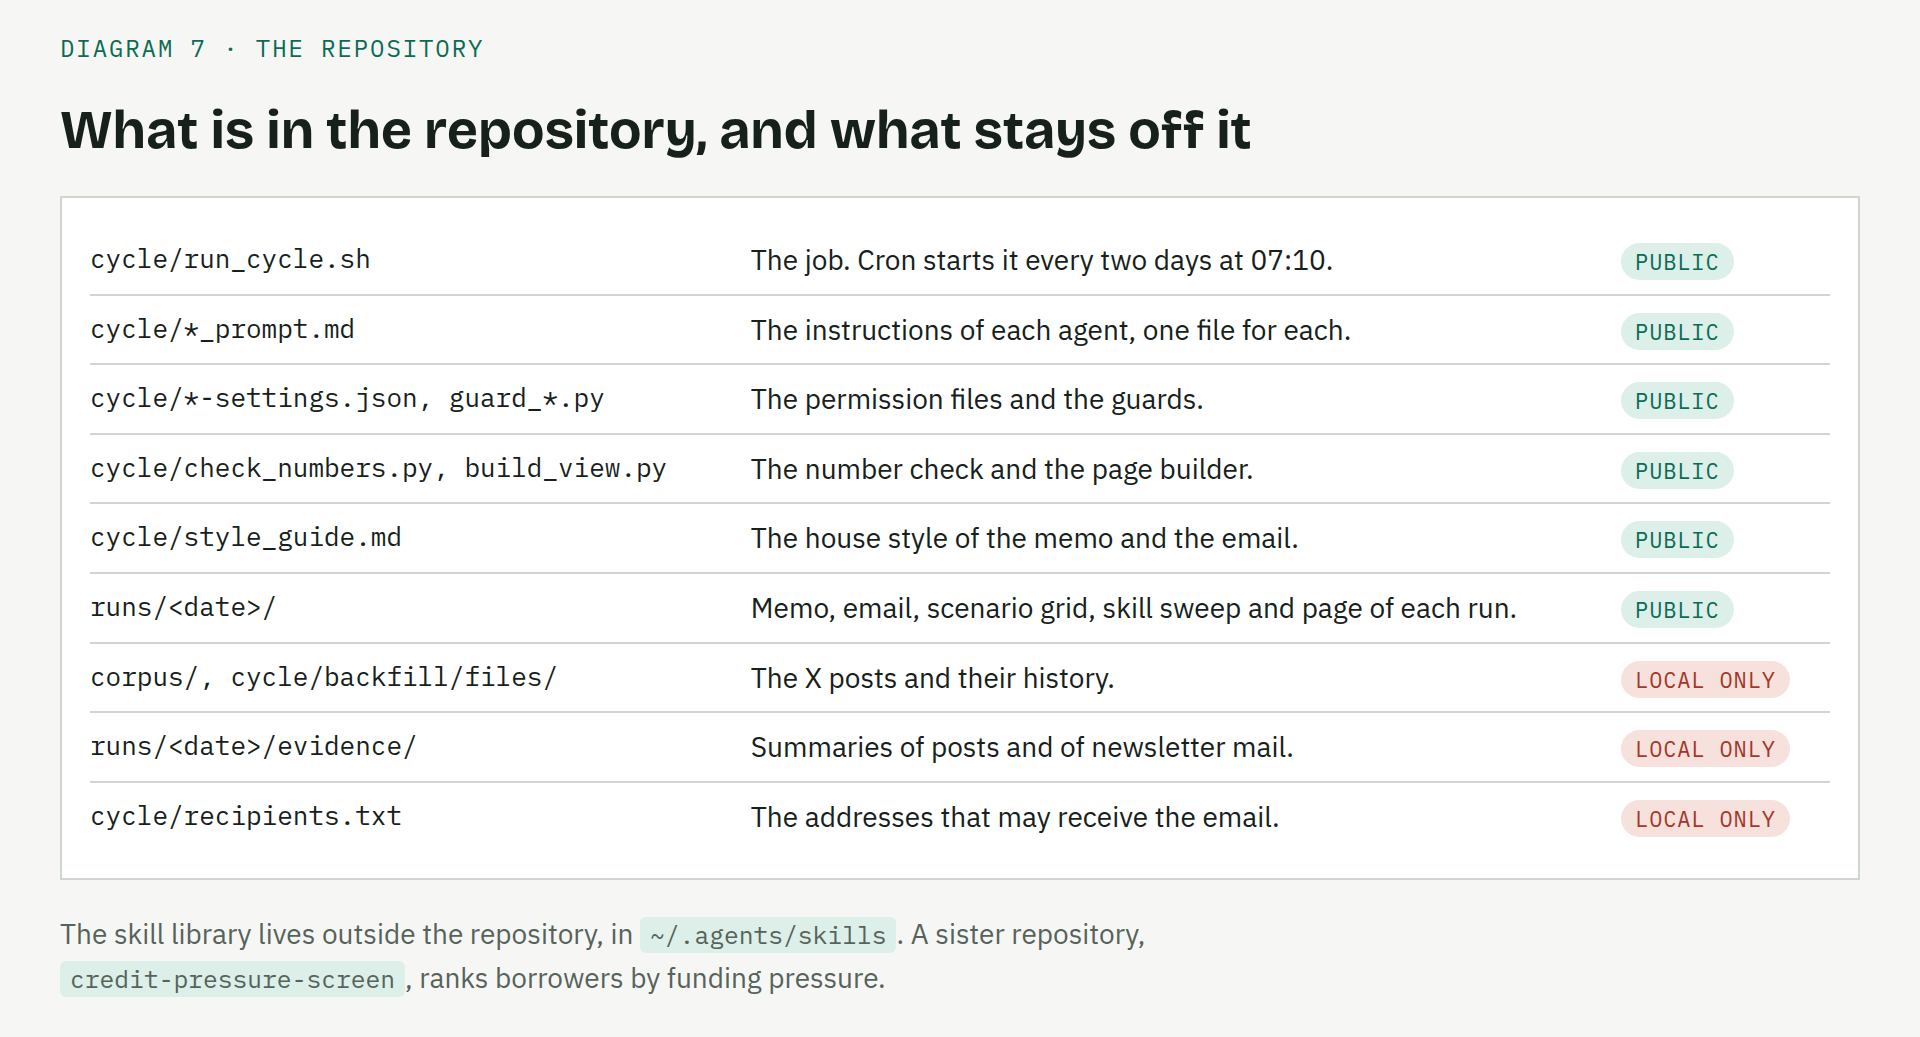 DIAGRAM 7 · THE REPOSITORY
What is in the repository, and what stays off it
cycle/run_cycle.sh The job. Cron starts it every two days at 07:10. PUBLIC
cycle/*_prompt.md The instructions of each agent, one file for each. PUBLIC
cycle/*-settings.json, guard_*.py The permission files and the guards. PUBLIC
cycle/check_numbers.py, build_view.py The number check and the page builder. PUBLIC
cycle/style_guide.md The house style of the memo and the email. PUBLIC
runs/<date>/ Memo, email, scenario grid, skill sweep and page of each run. PUBLIC
corpus/, cycle/backfill/files/ The X posts and their history. LOCAL ONLY
runs/<date>/evidence/ Summaries of posts and of newsletter mail. LOCAL ONLY
cycle/recipients.txt The addresses that may receive the email. LOCAL ONLY
The skill library lives outside the repository, in ~/.agents/skills. A sister repository,
credit-pressure-screen, ranks borrowers by funding pressure.